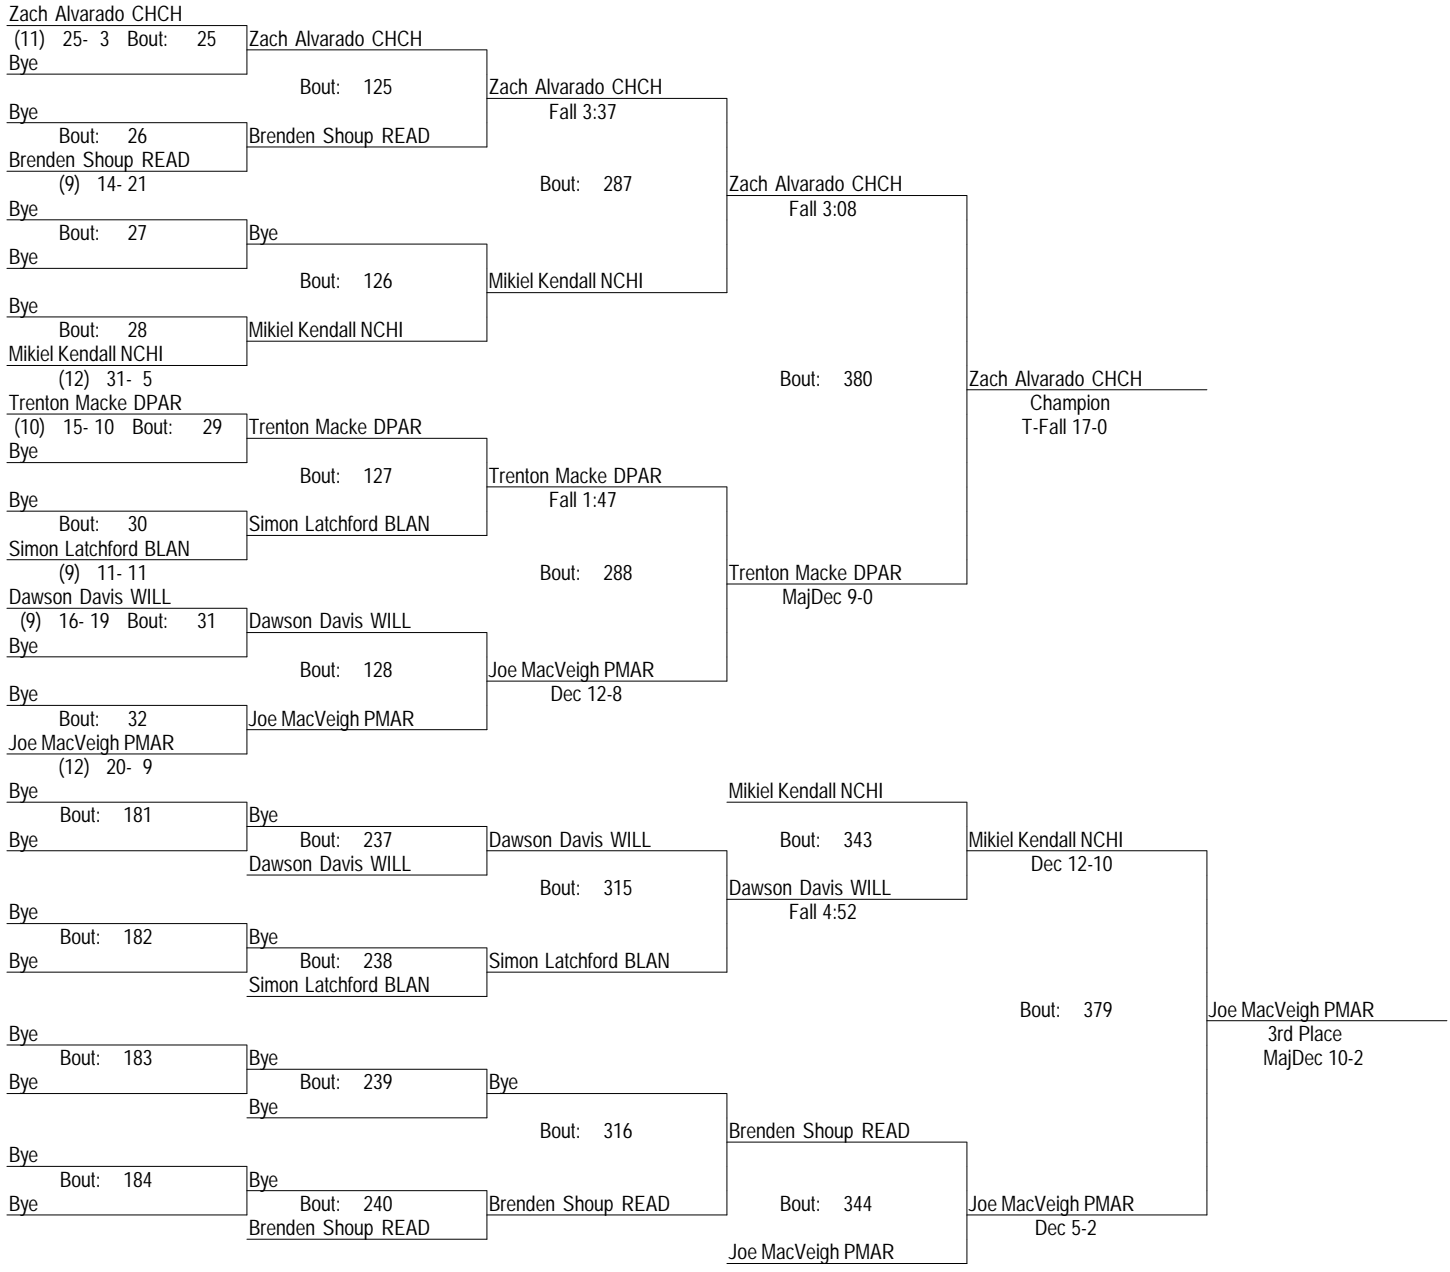 Zach Alvarado CHCH
(11) 25- 3 Bout: 25 Zach Alvarado CHCH
Bye
Bout: 125 Zach Alvarado CHCH
Bye Fall 3:37
Bout: 26 Brenden Shoup READ
Brenden Shoup READ
(9) 14- 21 Bout: 287 Zach Alvarado CHCH
Bye Fall 3:08
Bout: 27 Bye
Bye
Bout: 126 Mikiel Kendall NCHI
Bye
Bout: 28 Mikiel Kendall NCHI
Mikiel Kendall NCHI
(12) 31- 5 Bout: 380 Zach Alvarado CHCH
Trenton Macke DPAR Champion
(10) 15- 10 Bout: 29 Trenton Macke DPAR T-Fall 17-0
Bye
Bout: 127 Trenton Macke DPAR
Bye Fall 1:47
Bout: 30 Simon Latchford BLAN
Simon Latchford BLAN
(9) 11- 11 Bout: 288 Trenton Macke DPAR
Dawson Davis WILL MajDec 9-0
(9) 16- 19 Bout: 31 Dawson Davis WILL
Bye
Bout: 128 Joe MacVeigh PMAR
Bye Dec 12-8
Bout: 32 Joe MacVeigh PMAR
Joe MacVeigh PMAR
(12) 20- 9
Bye Mikiel Kendall NCHI
Bout: 181 Bye
Bye Bout: 237 Dawson Davis WILL Bout: 343 Mikiel Kendall NCHI
Dawson Davis WILL Dec 12-10
Bout: 315 Dawson Davis WILL
Bye Fall 4:52
Bout: 182 Bye
Bye Bout: 238 Simon Latchford BLAN
Simon Latchford BLAN
Bout: 379 Joe MacVeigh PMAR
Bye 3rd Place
Bout: 183 Bye MajDec 10-2
Bye Bout: 239 Bye
Bye
Bout: 316 Brenden Shoup READ
Bye
Bout: 184 Bye
Bye Bout: 240 Brenden Shoup READ Bout: 344 Joe MacVeigh PMAR
Brenden Shoup READ Dec 5-2
Joe MacVeigh PMAR